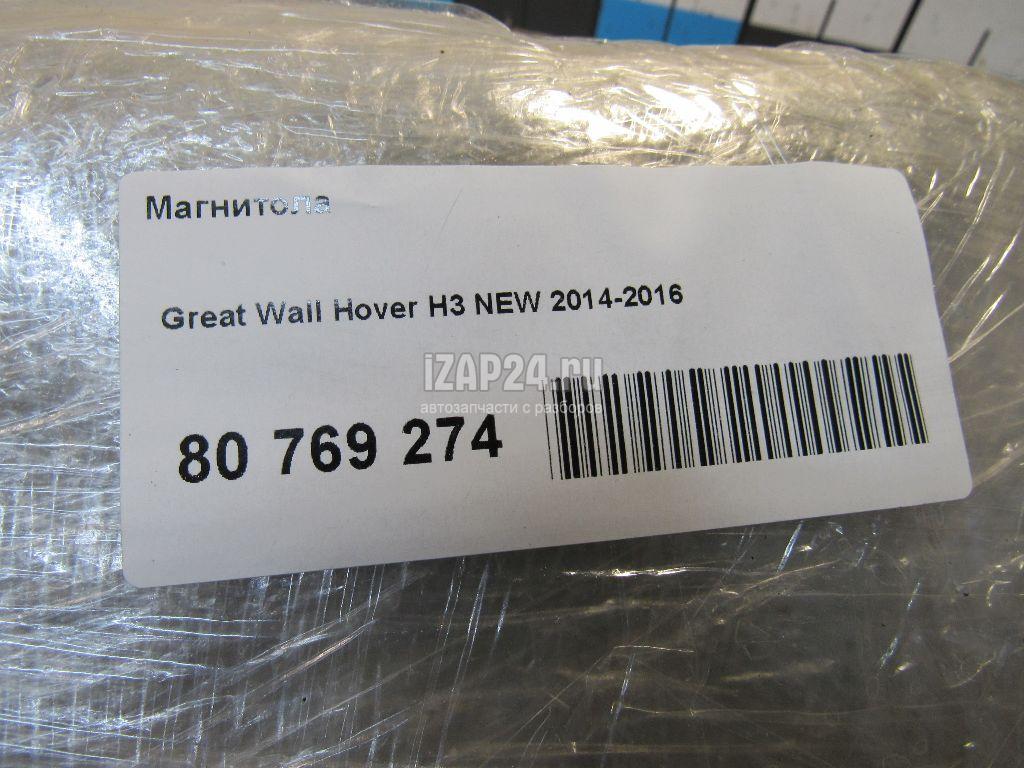 Магнитола
Great Wall Hover H3 NEW 2014-2016
iZAP24.ru
автозапчасти с разборов
80 769 274